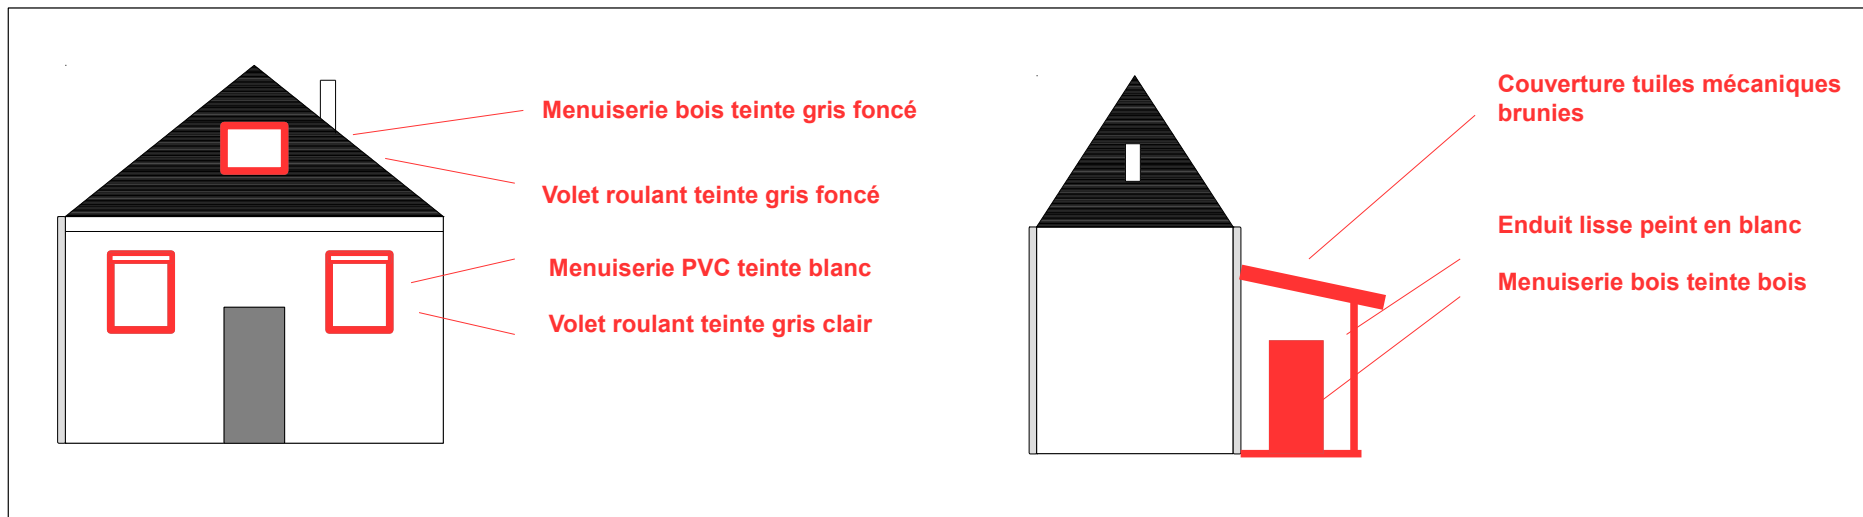 Menuiserie bois teinte gris foncé
Volet roulant teinte gris foncé
Menuiserie PVC teinte blanc
Volet roulant teinte gris clair
Couverture tuiles mécaniques
brunies
Enduit lisse peint en blanc
Menuiserie bois teinte bois